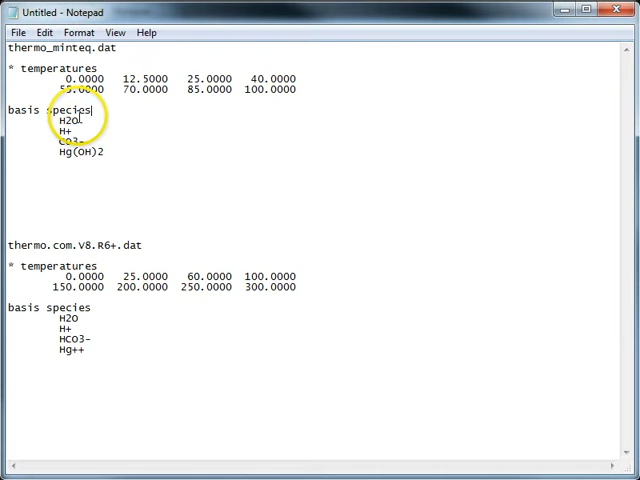 Untitled - Notepad
File Edit Format View Help
thermo_minteq.dat
* temperatures
0.0000 12.5000 25.0000 40.0000
55.0000 70.0000 85.0000 100.0000
basis species
H2O
H+
CO3--
Hg(OH)2
thermo.com.V8.R6+.dat
* temperatures
0.0000 25.0000 60.0000 100.0000
150.0000 200.0000 250.0000 300.0000
basis species
H2O
H+
HCO3-
Hg++